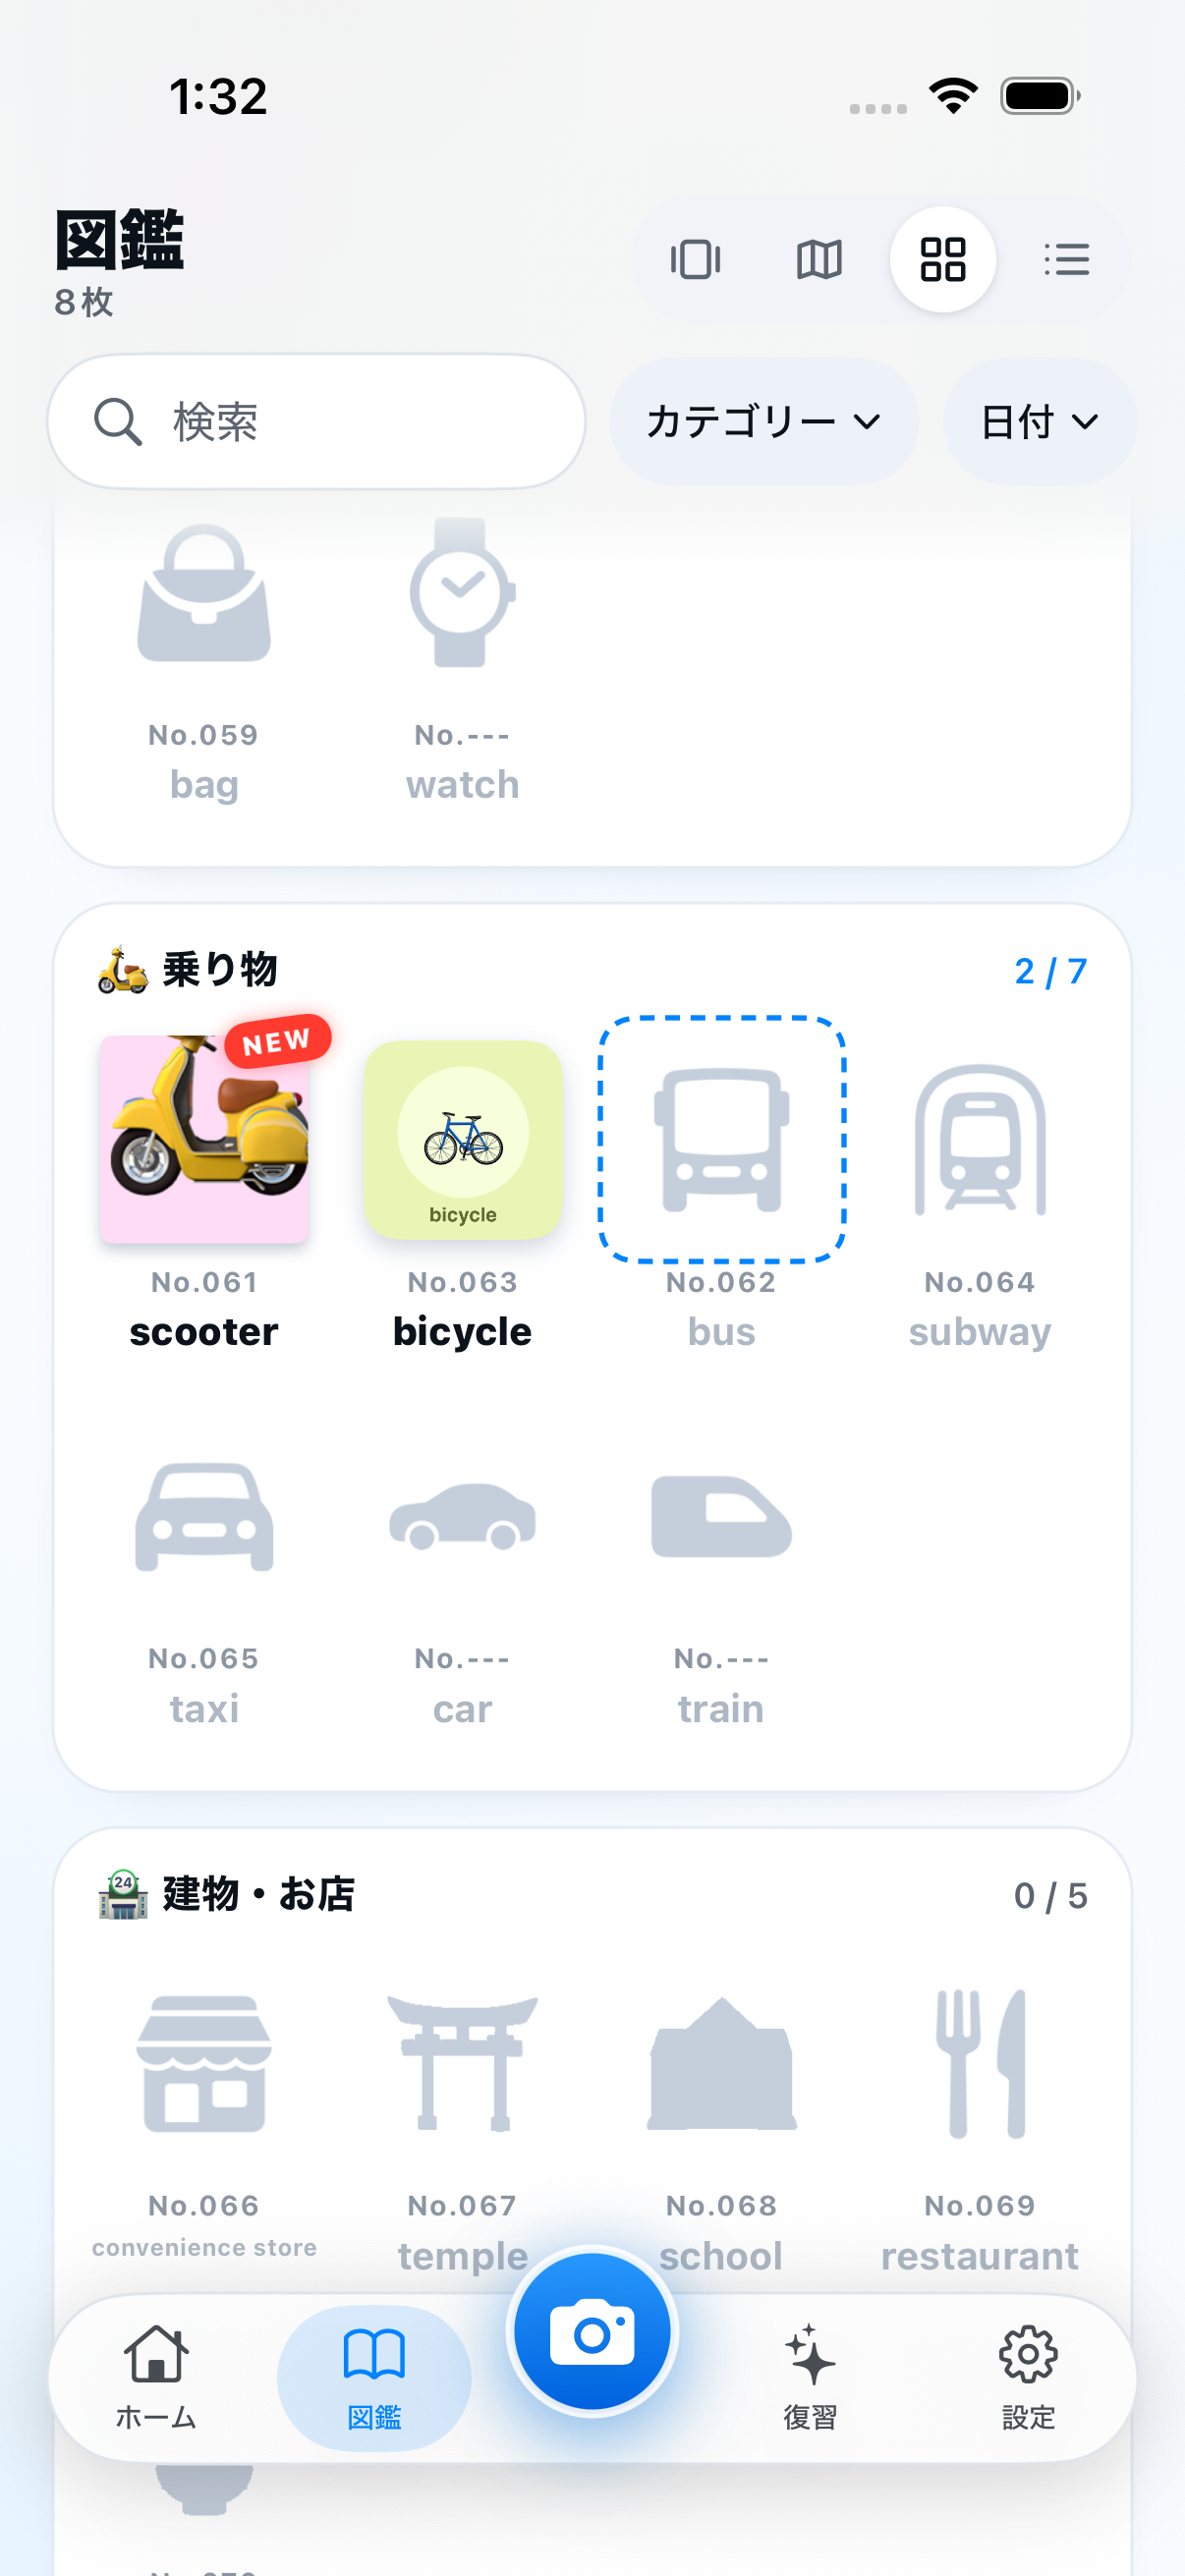 1:32
図鑑
8枚
検索
カテゴリー
日付
No.059
No.---
bag
watch
乗り物
2 / 7
NEW
bicycle
No.061
No.063
No.062
No.064
scooter
bicycle
bus
subway
No.065
No.---
No.---
taxi
car
train
24
建物・お店
0 / 5
No.066
No.067
No.068
No.069
convenience store
temple
school
restaurant
ホーム
図鑑
復習
設定